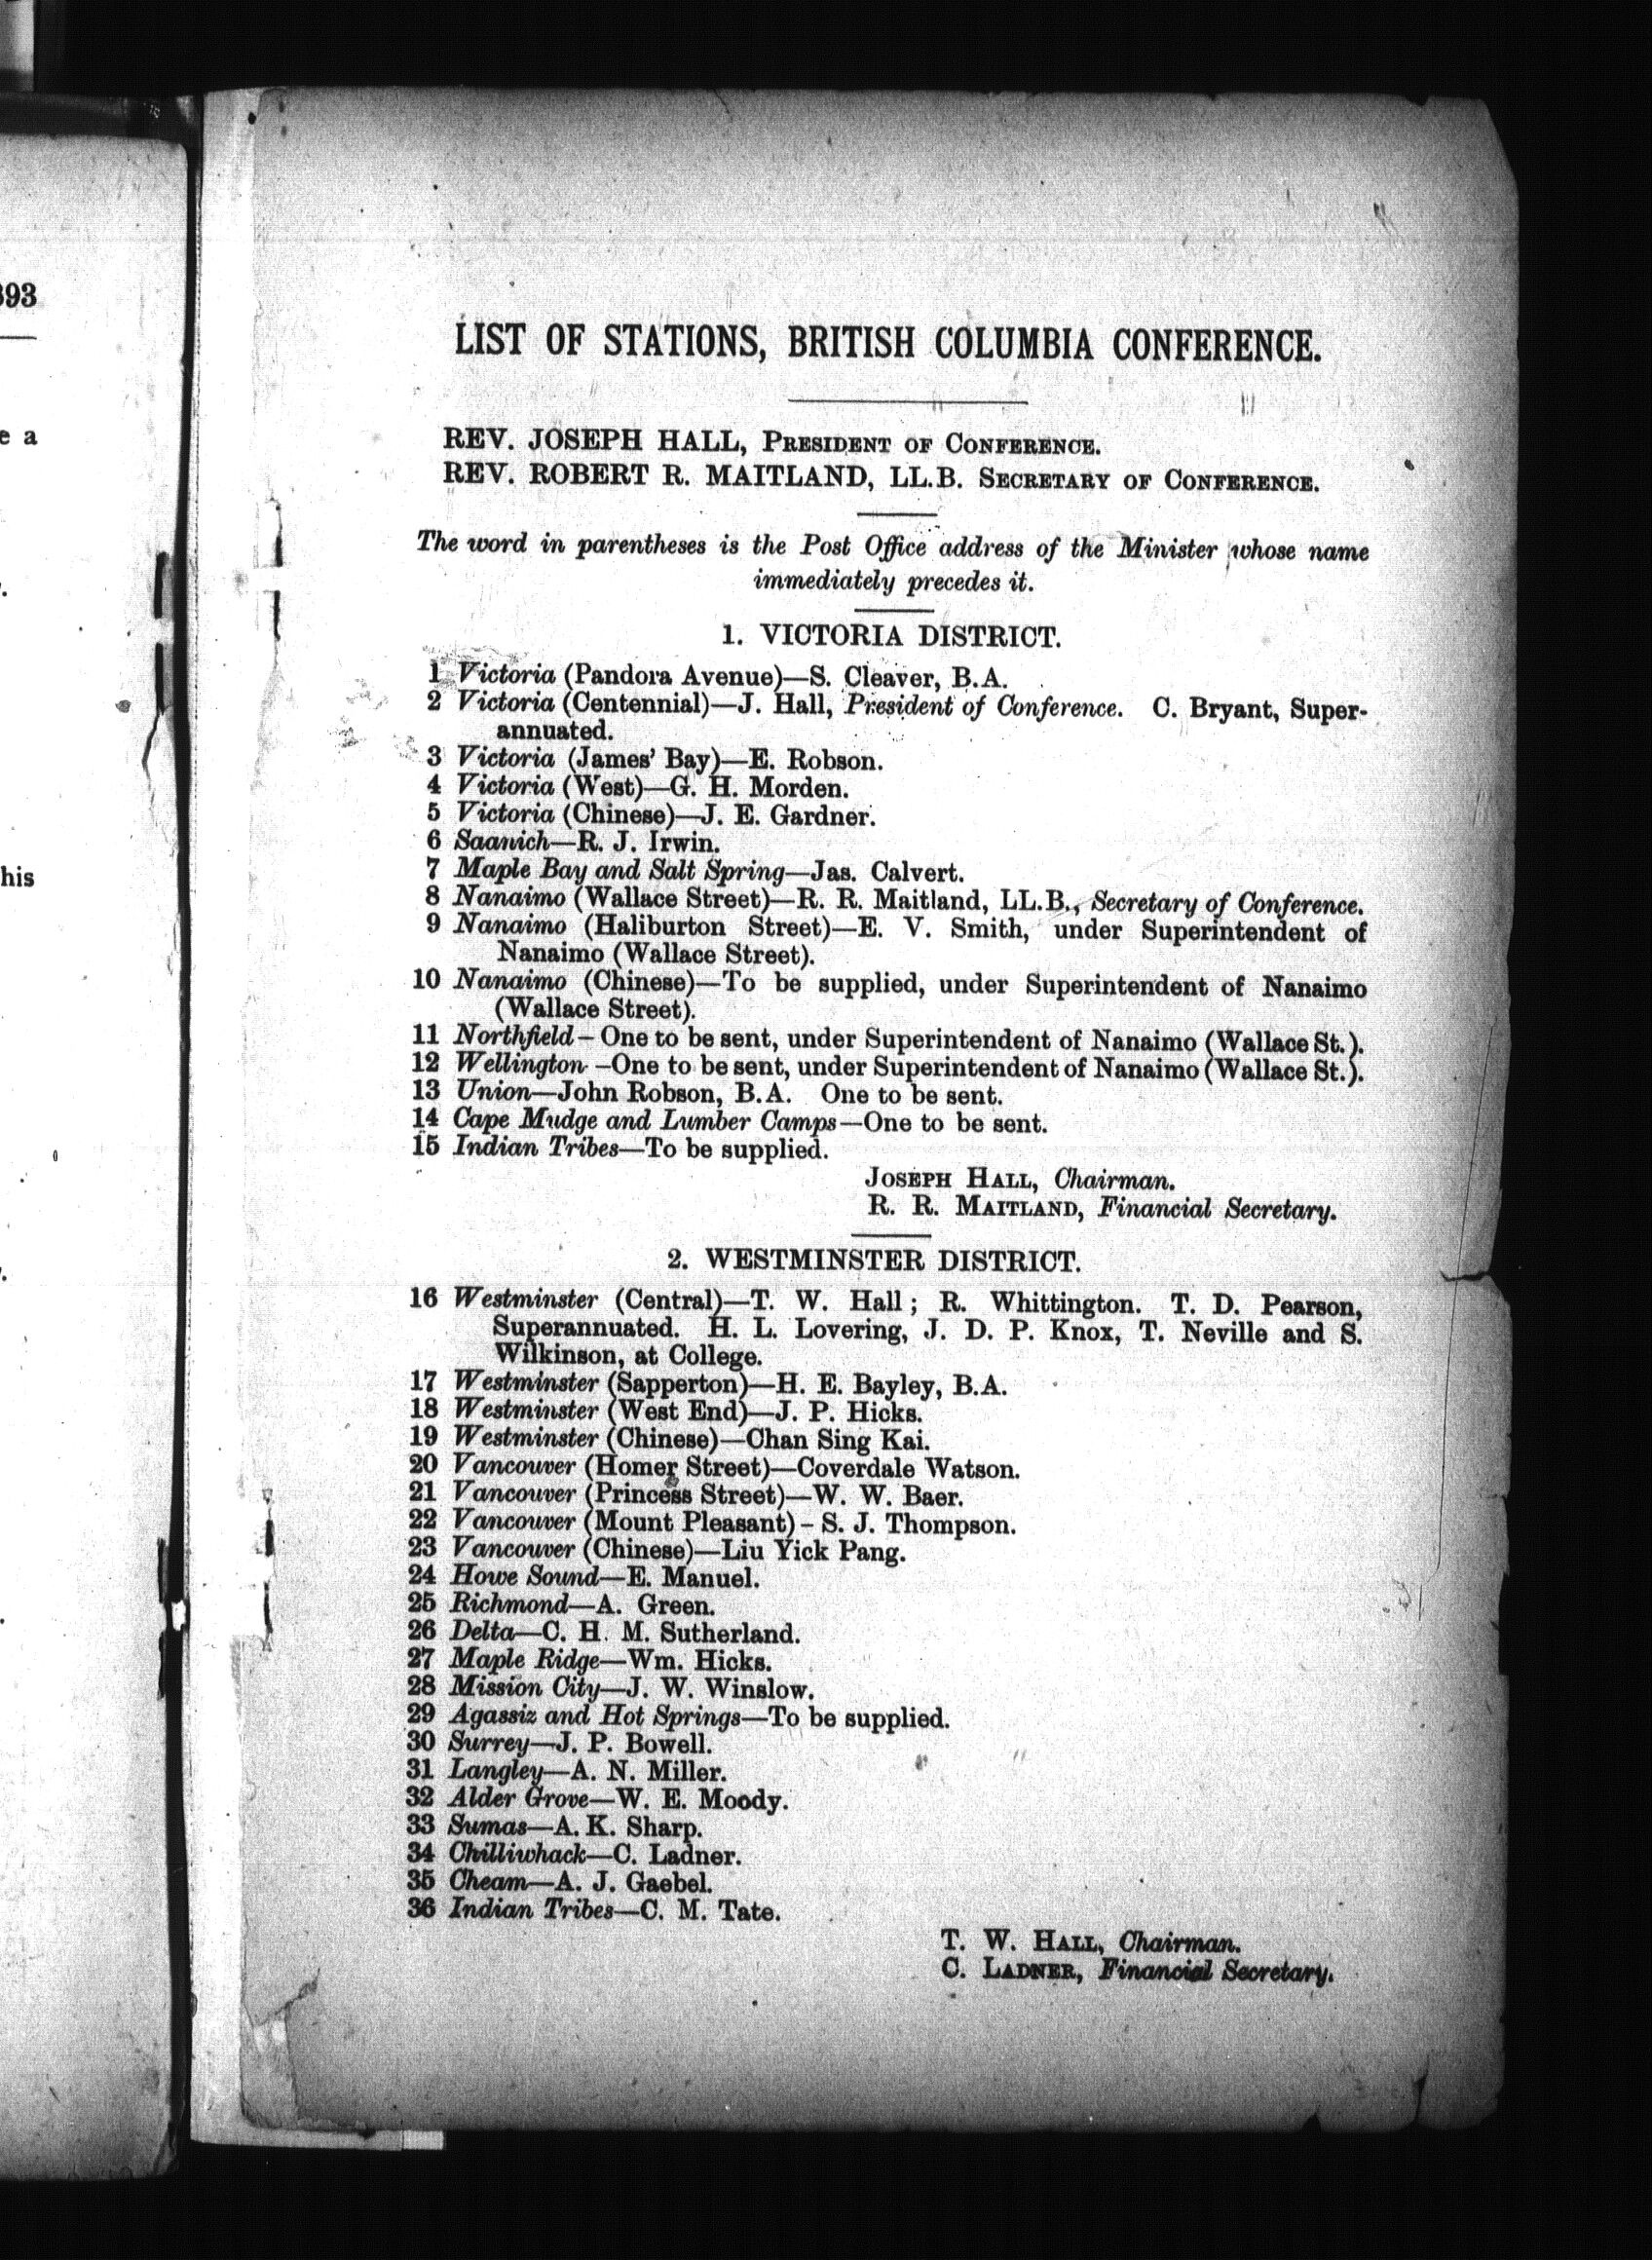 393
e a
his
LIST OF STATIONS, BRITISH COLUMBIA CONFERENCE.
REV. JOSEPH HALL, PRESIDENT OF CONFERENCE.
REV. ROBERT R. MAITLAND, LL.B. SECRETARY OF CONFERENCE.
The word in parentheses is the Post Office address of the Minister whose name
immediately precedes it.
1. VICTORIA DISTRICT.
1 Victoria (Pandora Avenue)—S. Cleaver, B.A.
2 Victoria (Centennial)—J. Hall, President of Conference. C. Bryant, Super-
annuated.
3 Victoria (James' Bay)—E. Robson.
4 Victoria (West)—G. H. Morden.
5 Victoria (Chinese)—J. E. Gardner.
6 Saanich—R. J. Irwin.
7 Maple Bay and Salt Spring—Jas. Calvert.
8 Nanaimo (Wallace Street)—R. R. Maitland, LL.B., Secretary of Conference.
9 Nanaimo (Haliburton Street)—E. V. Smith, under Superintendent of
Nanaimo (Wallace Street).
10 Nanaimo (Chinese)—To be supplied, under Superintendent of Nanaimo
(Wallace Street).
11 Northfield – One to be sent, under Superintendent of Nanaimo (Wallace St.).
12 Wellington –One to be sent, under Superintendent of Nanaimo (Wallace St.).
13 Union—John Robson, B.A. One to be sent.
14 Cape Mudge and Lumber Camps—One to be sent.
15 Indian Tribes—To be supplied.
JOSEPH HALL, Chairman.
R. R. MAITLAND, Financial Secretary.
2. WESTMINSTER DISTRICT.
16 Westminster (Central)—T. W. Hall; R. Whittington. T. D. Pearson,
Superannuated. H. L. Lovering, J. D. P. Knox, T. Neville and S.
Wilkinson, at College.
17 Westminster (Sapperton)—H. E. Bayley, B.A.
18 Westminster (West End)—J. P. Hicks.
19 Westminster (Chinese)—Chan Sing Kai.
20 Vancouver (Homer Street)—Coverdale Watson.
21 Vancouver (Princess Street)—W. W. Baer.
22 Vancouver (Mount Pleasant) – S. J. Thompson.
23 Vancouver (Chinese)—Liu Yick Pang.
24 Howe Sound—E. Manuel.
25 Richmond—A. Green.
26 Delta—C. H. M. Sutherland.
27 Maple Ridge—Wm. Hicks.
28 Mission City—J. W. Winslow.
29 Agassiz and Hot Springs—To be supplied.
30 Surrey—J. P. Bowell.
31 Langley—A. N. Miller.
32 Alder Grove—W. E. Moody.
33 Sumas—A. K. Sharp.
34 Chilliwhack—C. Ladner.
35 Cheam—A. J. Gaebel.
36 Indian Tribes—C. M. Tate.
T. W. HALL, Chairman.
C. LADNER, Financial Secretary.